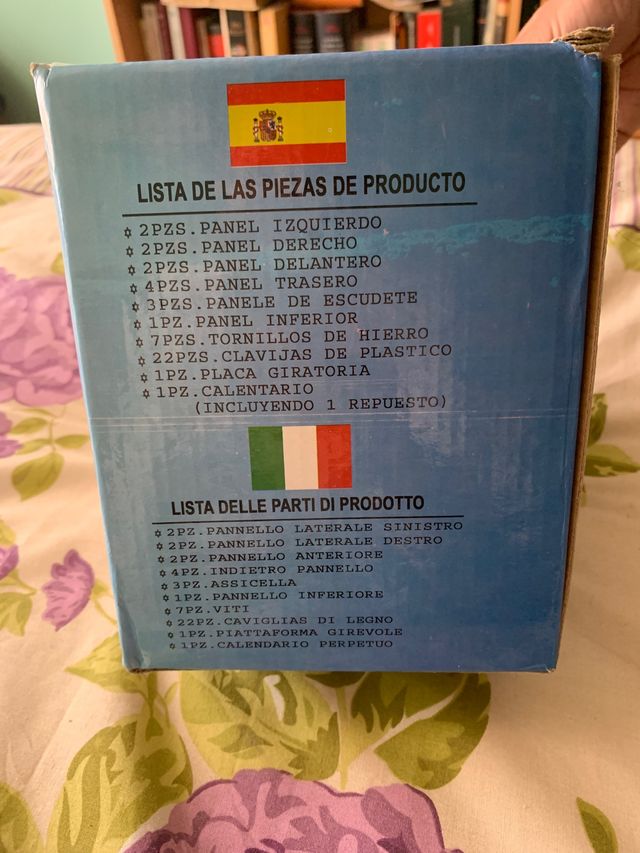 LISTA DE LAS PIEZAS DE PRODUCTO
✡ 2PZS.PANEL IZQUIERDO
✡ 2PZS.PANEL DERECHO
✡ 2PZS.PANEL DELANTERO
✡ 4PZS.PANEL TRASERO
✡ 3PZS.PANELE DE ESCUDETE
✡ 1PZ.PANEL INFERIOR
✡ 7PZS.TORNILLOS DE HIERRO
✡ 22PZS.CLAVIJAS DE PLASTICO
✡ 1PZ.PLACA GIRATORIA
✡ 1PZ.CALENTARIO
(INCLUYENDO 1 REPUESTO)
LISTA DELLE PARTI DI PRODOTTO
✡ 2PZ.PANNELLO LATERALE SINISTRO
✡ 2PZ.PANNELLO LATERALE DESTRO
✡ 2PZ.PANNELLO ANTERIORE
✡ 4PZ.INDIETRO PANNELLO
✡ 3PZ.ASSICELLA
✡ 1PZ.PANNELLO INFERIORE
✡ 7PZ.VITI
✡ 22PZ.CAVIGLIAS DI LEGNO
✡ 1PZ.PIATTAFORMA GIREVOLE
✡ 1PZ.CALENDARIO PERPETUO